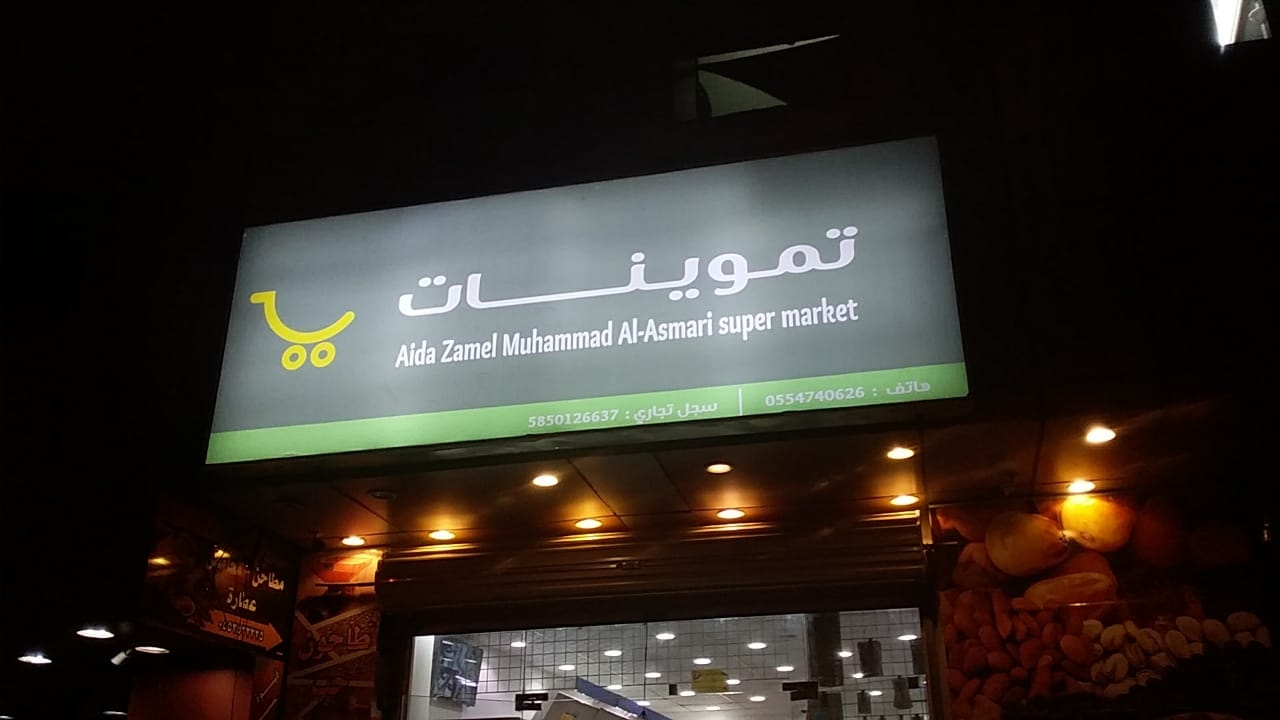 تموينات
Aida Zamel Muhammad Al-Asmari super market
هاتف : 0554740626 | سجل تجاري : 5850126637
مطاحن
عمارة